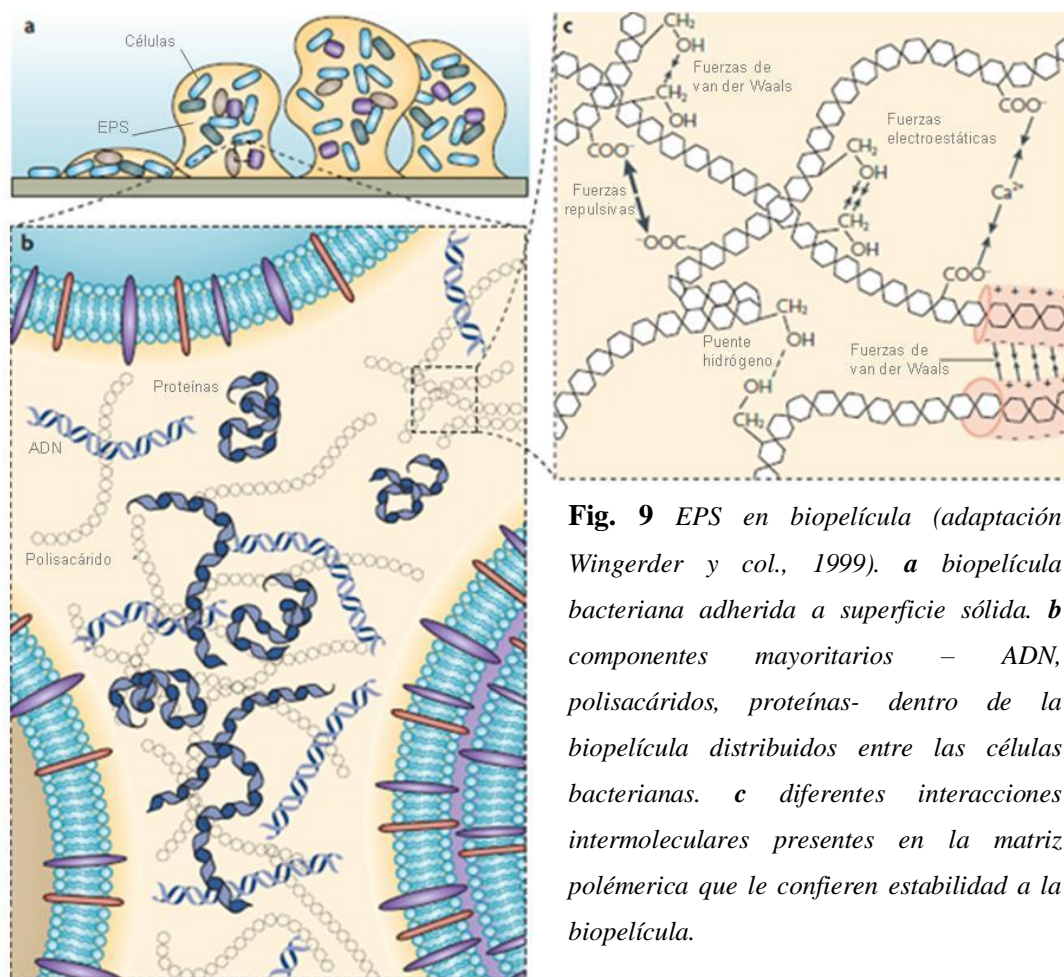 a
Células
EPS
b
Proteínas
ADN
Polisacárido
c
CH₂
OH
Fuerzas de
van der Waals
CH₂
OH
COO⁻
Fuerzas
repulsivas
⁻OOC
CH₂
OH
CH₂
OH
Fuerzas
electroestáticas
COO⁻
Ca²⁺
COO⁻
+ + + +
- - - -
Fuerzas de
van der Waals
+ + + +
- - - -
CH₂
OH
Puente
hidrógeno
OH
CH₂
Fig. 9 EPS en biopelícula (adaptación
Wingerder y col., 1999). a biopelícula
bacteriana adherida a superficie sólida. b
componentes mayoritarios – ADN,
polisacáridos, proteínas- dentro de la
biopelícula distribuidos entre las células
bacterianas. c diferentes interacciones
intermoleculares presentes en la matriz
polémerica que le confieren estabilidad a la
biopelícula.